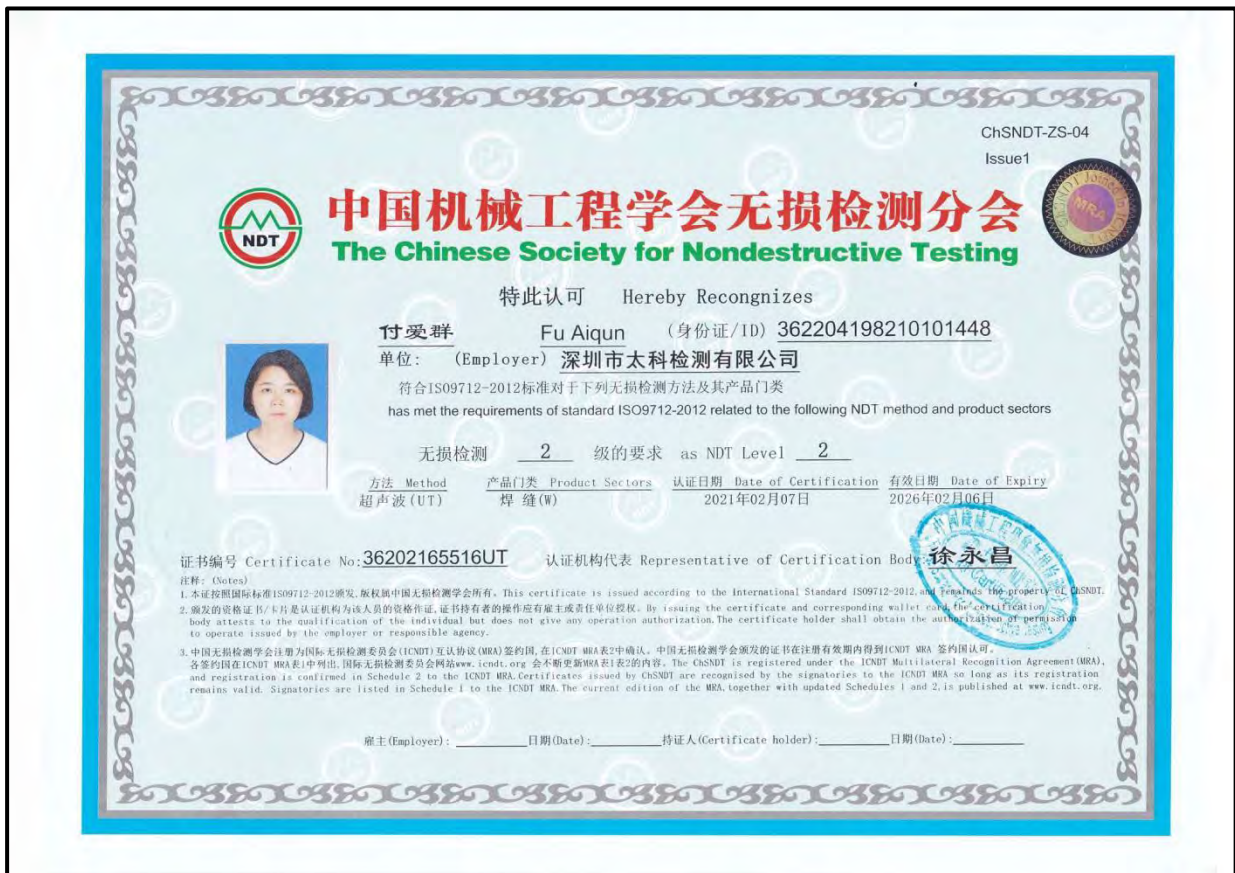 ChSNDT-ZS-04
Issue1
NDT
中国机械工程学会无损检测分会
The Chinese Society for Nondestructive Testing
MRA
特此认可 Hereby Recongnizes
付爱群 Fu Aiqun (身份证/ID) 362204198210101448
单位: (Employer) 深圳市太科检测有限公司
符合ISO9712-2012标准对于下列无损检测方法及其产品门类
has met the requirements of standard ISO9712-2012 related to the following NDT method and product sectors
无损检测 2 级的要求 as NDT Level 2
方法 Method 产品门类 Product Sectors 认证日期 Date of Certification 有效日期 Date of Expiry
超声波(UT) 焊 缝(W) 2021年02月07日 2026年02月06日
证书编号 Certificate No:36202165516UT 认证机构代表 Representative of Certification Body 徐永昌
注释: (Notes)
1. 本证按照国际标准ISO9712-2012颁发,版权属中国无损检测学会所有。This certificate is issued according to the International Standard ISO9712-2012,and remainds the property of ChSNDT.
2. 颁发的资格证书/卡片是认证机构为该人员的资格作证,证书持有者的操作应有雇主或责任单位授权。By issuing the certificate and corresponding wallet card,the certification
body attests to the qualification of the individual but does not give any operation authorization.The certificate holder shall obtain the authorization of permission
to operate issued by the employer or responsible agency.
3. 中国无损检测学会注册为国际无损检测委员会(ICNDT)互认协议(MRA)签约国,在ICNDT MRA表2中确认。中国无损检测学会颁发的证书在注册有效期内得到ICNDT MRA 签约国认可。
各签约国在ICNDT MRA表1中列出,国际无损检测委员会网站www.icndt.org 会不断更新MRA表1表2的内容。The ChSNDT is registered under the ICNDT Multilateral Recognition Agreement(MRA),
and registration is confirmed in Schedule 2 to the ICNDT MRA.Certificates issued by ChSNDT are recognised by the signatories to the ICNDT MRA so long as its registration
remains valid. Signatories are listed in Schedule 1 to the ICNDT MRA.The current edition of the MRA,together with updated Schedules 1 and 2,is published at www.icndt.org.
雇主(Employer): 日期(Date): 持证人(Certificate holder): 日期(Date):